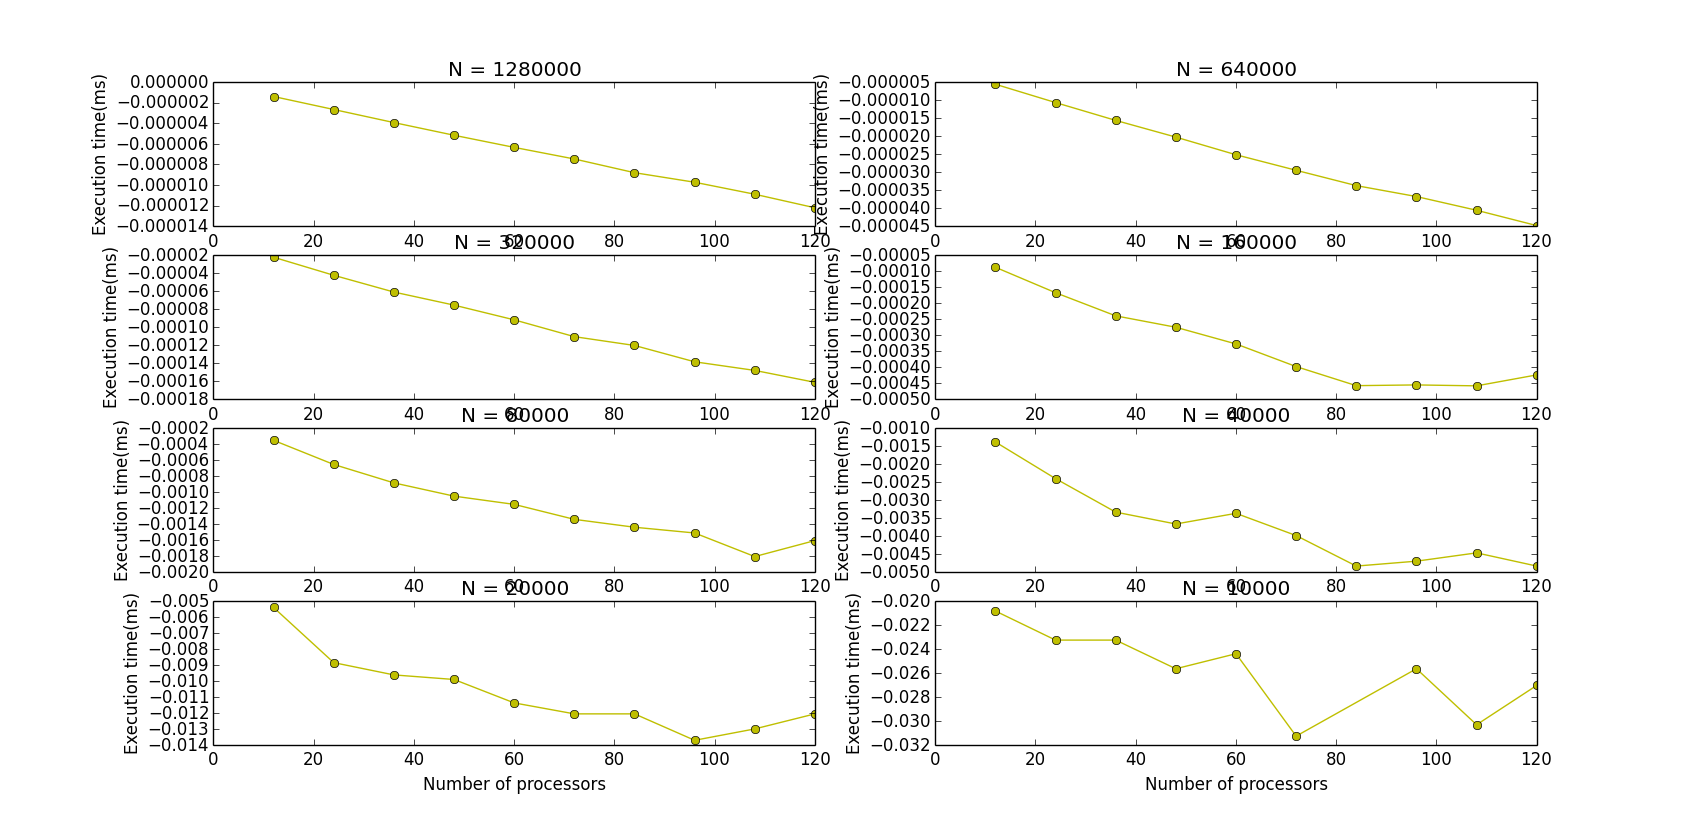 N = 1280000
Execution time(ms)
0.000000
−0.000002
−0.000004
−0.000006
−0.000008
−0.000010
−0.000012
−0.000014
0 20 40 60 80 100 120
N = 640000
Execution time(ms)
−0.000005
−0.000010
−0.000015
−0.000020
−0.000025
−0.000030
−0.000035
−0.000040
−0.000045
0 20 40 60 80 100 120
N = 320000
Execution time(ms)
−0.00002
−0.00004
−0.00006
−0.00008
−0.00010
−0.00012
−0.00014
−0.00016
−0.00018
0 20 40 60 80 100 120
N = 160000
Execution time(ms)
−0.00005
−0.00010
−0.00015
−0.00020
−0.00025
−0.00030
−0.00035
−0.00040
−0.00045
−0.00050
0 20 40 60 80 100 120
N = 80000
Execution time(ms)
−0.0002
−0.0004
−0.0006
−0.0008
−0.0010
−0.0012
−0.0014
−0.0016
−0.0018
−0.0020
0 20 40 60 80 100 120
N = 40000
Execution time(ms)
−0.0010
−0.0015
−0.0020
−0.0025
−0.0030
−0.0035
−0.0040
−0.0045
−0.0050
0 20 40 60 80 100 120
N = 20000
Execution time(ms)
−0.005
−0.006
−0.007
−0.008
−0.009
−0.010
−0.011
−0.012
−0.013
−0.014
0 20 40 60 80 100 120
Number of processors
N = 10000
Execution time(ms)
−0.020
−0.022
−0.024
−0.026
−0.028
−0.030
−0.032
0 20 40 60 80 100 120
Number of processors